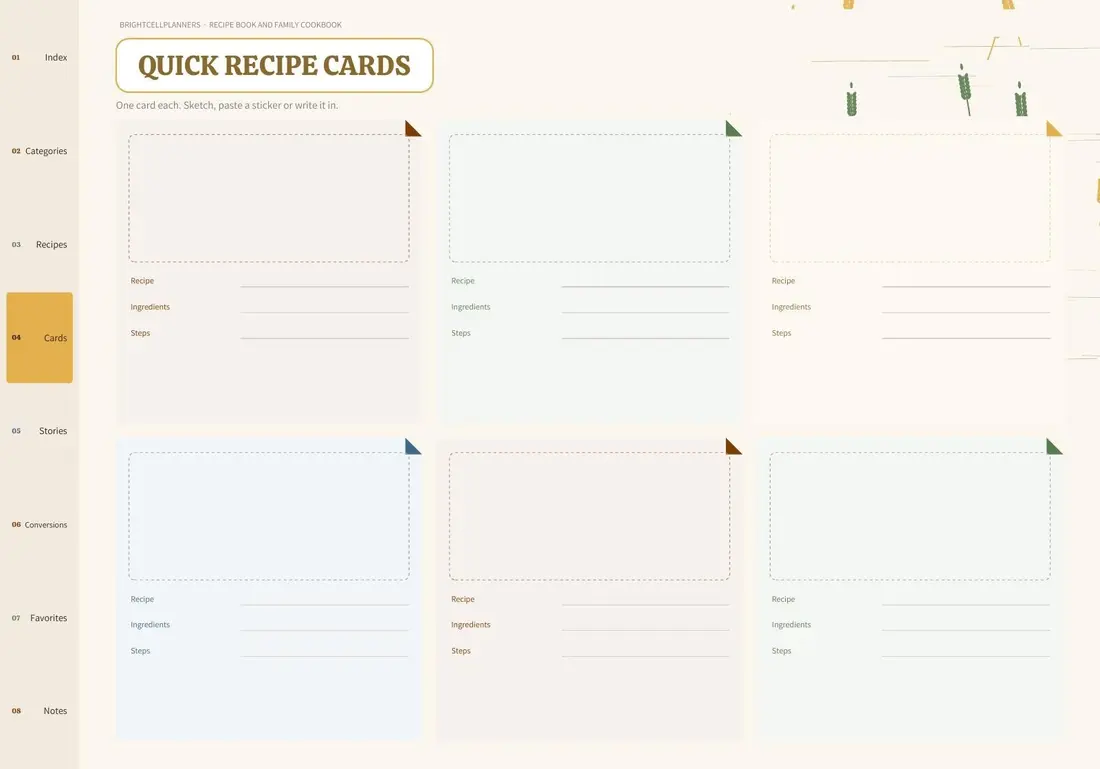 BRIGHTCELLPLANNERS · RECIPE BOOK AND FAMILY COOKBOOK
QUICK RECIPE CARDS
One card each. Sketch, paste a sticker or write it in.
01 Index
02 Categories
03 Recipes
04 Cards
05 Stories
06 Conversions
07 Favorites
08 Notes
Recipe
Ingredients
Steps
Recipe
Ingredients
Steps
Recipe
Ingredients
Steps
Recipe
Ingredients
Steps
Recipe
Ingredients
Steps
Recipe
Ingredients
Steps